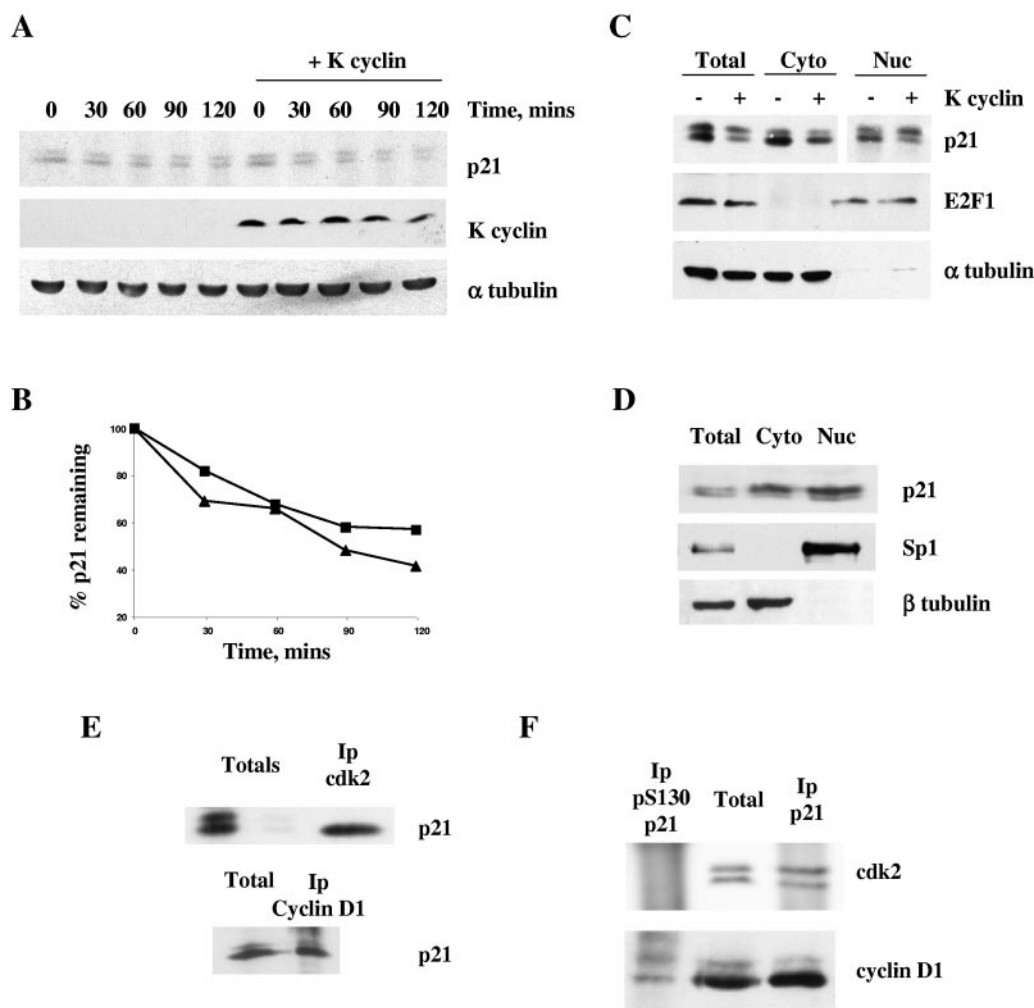 A
+ K cyclin
0 30 60 90 120 0 30 60 90 120 Time, mins
p21
K cyclin
α tubulin
B
% p21 remaining
100
80
60
40
20
0 30 60 90 120
Time, mins
C
Total Cyto Nuc
- + - + - + K cyclin
p21
E2F1
α tubulin
D
Total Cyto Nuc
p21
Sp1
β tubulin
E
Totals Ip cdk2
p21
Total Ip Cyclin D1
p21
F
Ip pS130 p21 Total Ip p21
cdk2
cyclin D1